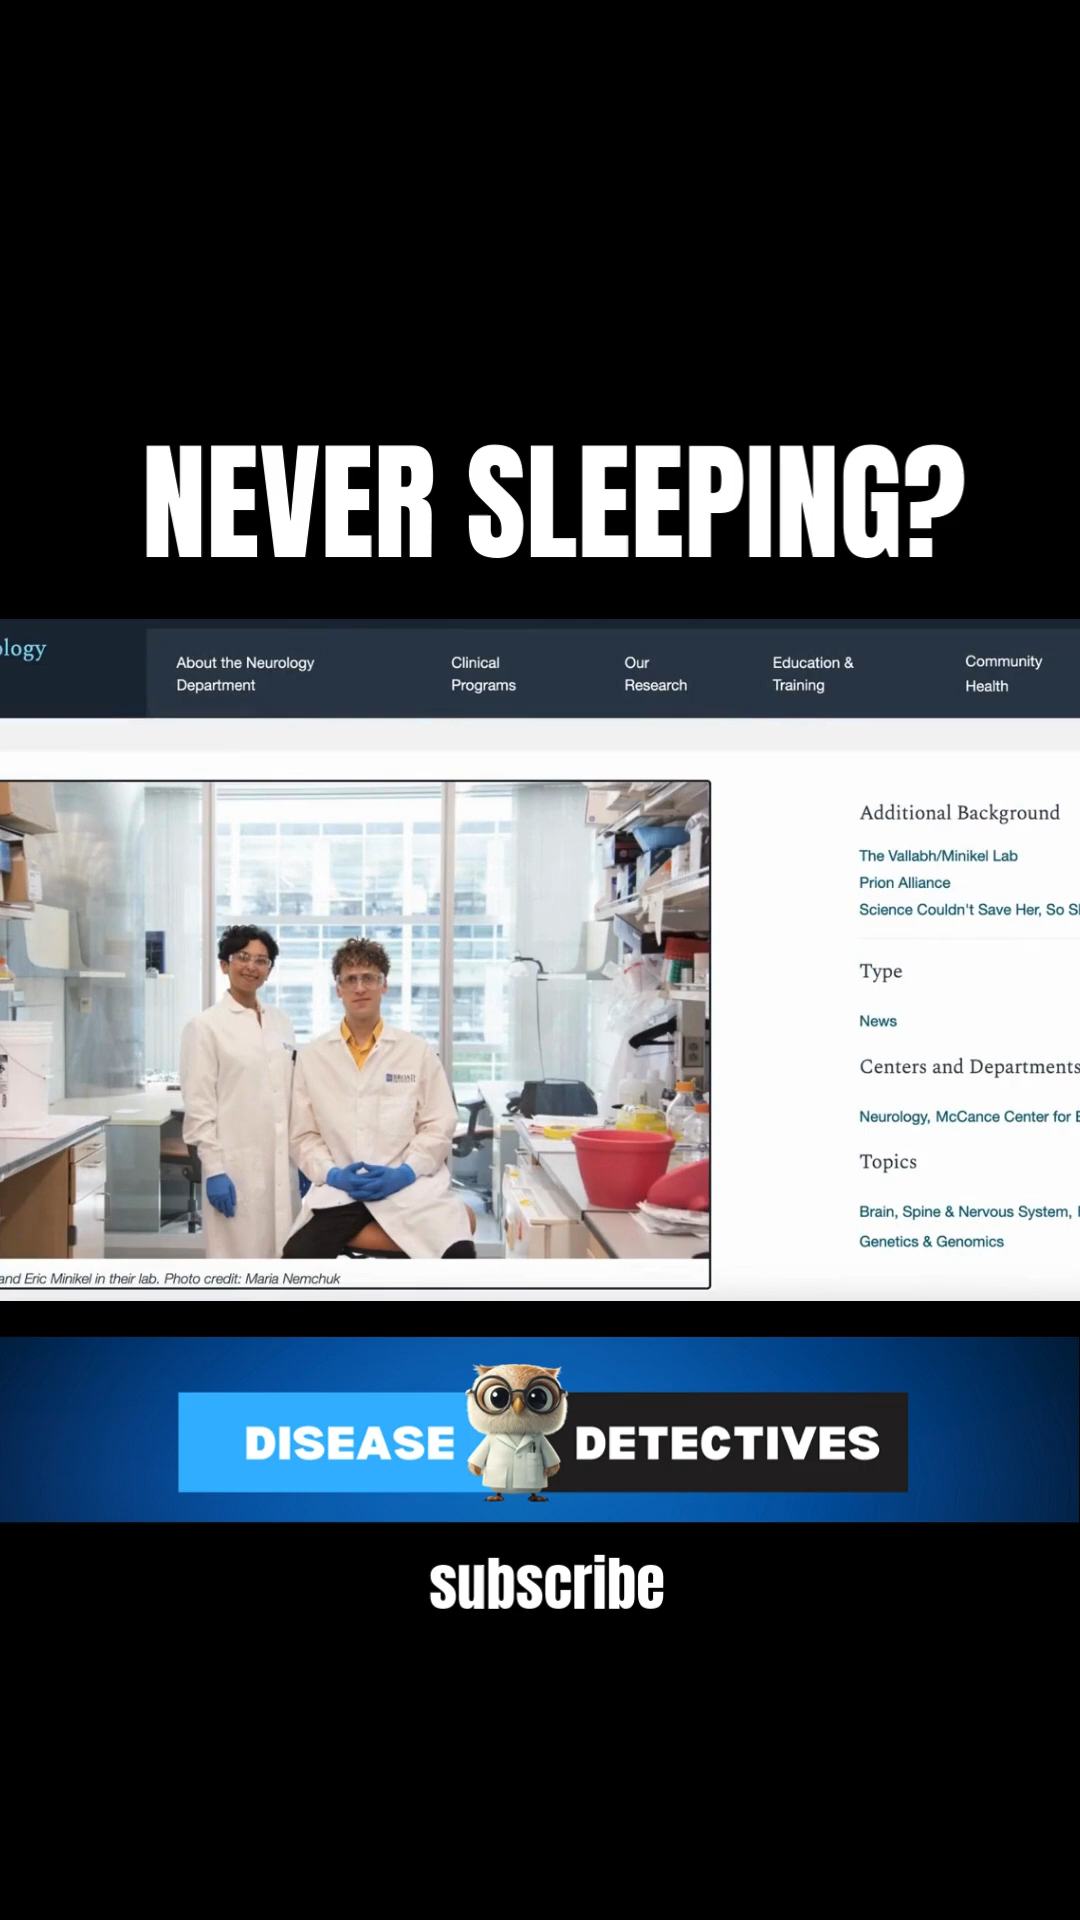 NEVER SLEEPING?
ology
About the Neurology
Department
Clinical
Programs
Our
Research
Education &
Training
Community
Health
Additional Background
The Vallabh/Minikel Lab
Prion Alliance
Science Couldn't Save Her, So S
Type
News
Centers and Departments
Neurology, McCance Center for
Topics
Brain, Spine & Nervous System,
Genetics & Genomics
BROAD
and Eric Minikel in their lab. Photo credit: Maria Nemchuk
DISEASE DETECTIVES
subscribe